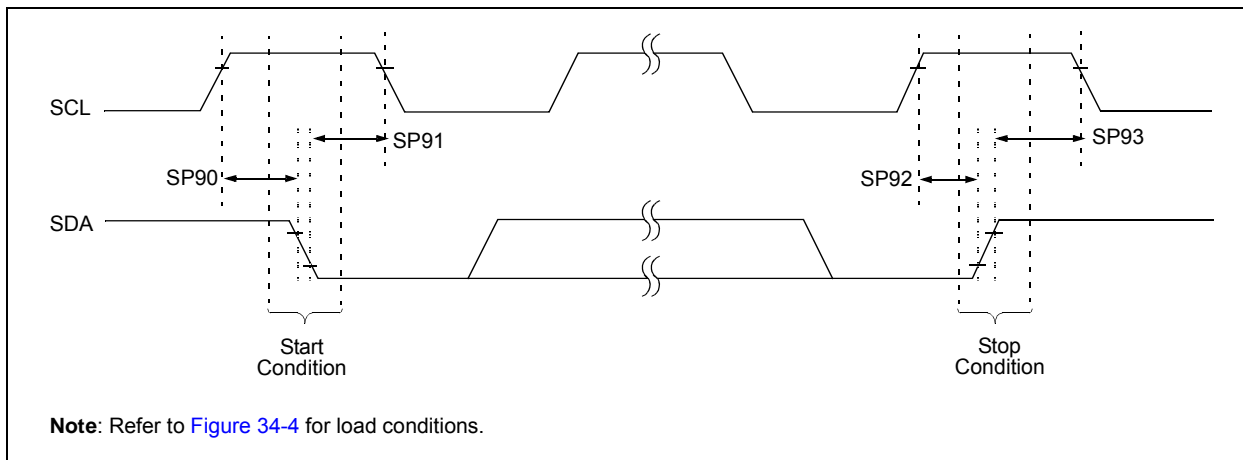 SCL
SP91
SP93
SP90
SP92
SDA
Start
Condition
Stop
Condition
Note: Refer to Figure 34-4 for load conditions.